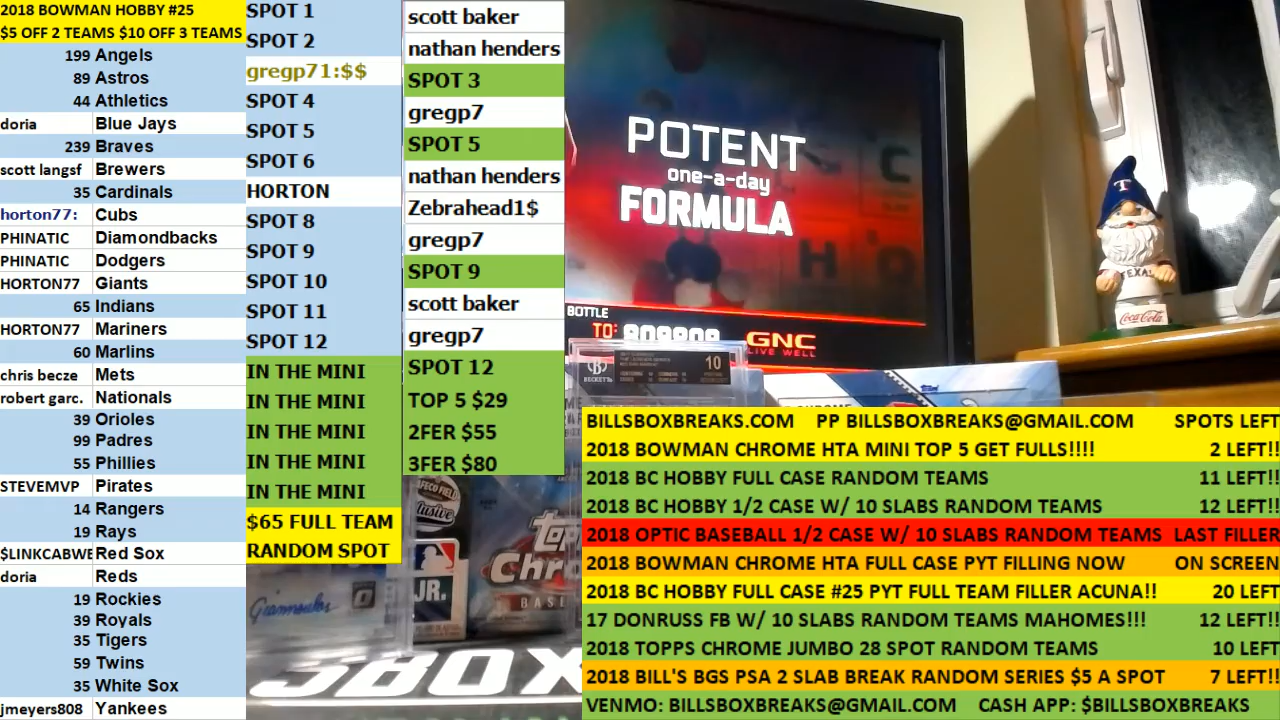 2018 BOWMAN HOBBY #25
$5 OFF 2 TEAMS $10 OFF 3 TEAMS
199 Angels
89 Astros
44 Athletics
doria Blue Jays
239 Braves
scott langsf Brewers
35 Cardinals
horton77: Cubs
PHINATIC Diamondbacks
PHINATIC Dodgers
HORTON77 Giants
65 Indians
HORTON77 Mariners
60 Marlins
chris becze Mets
robert garc. Nationals
39 Orioles
99 Padres
55 Phillies
STEVEMVP Pirates
14 Rangers
19 Rays
$LINKCABWE Red Sox
doria Reds
19 Rockies
39 Royals
35 Tigers
59 Twins
35 White Sox
jmeyers808 Yankees
SPOT 1
SPOT 2
gregp71:$$
SPOT 4
SPOT 5
SPOT 6
HORTON
SPOT 8
SPOT 9
SPOT 10
SPOT 11
SPOT 12
IN THE MINI
IN THE MINI
IN THE MINI
IN THE MINI
IN THE MINI
$65 FULL TEAM
RANDOM SPOT
scott baker
nathan henders
SPOT 3
gregp7
SPOT 5
nathan henders
Zebrahead1$
gregp7
SPOT 9
scott baker
gregp7
SPOT 12
TOP 5 $29
2FER $55
3FER $80
POTENT
one-a-day
FORMULA
BOTTLE
TO:
GNC
LIVE WELL
10
BECKETT
TEXAS
Coca-Cola
topps
BILLSBOXBREAKS.COM PP BILLSBOXBREAKS@GMAIL.COM SPOTS LEFT
2018 BOWMAN CHROME HTA MINI TOP 5 GET FULLS!!!! 2 LEFT!!
2018 BC HOBBY FULL CASE RANDOM TEAMS 11 LEFT!!
2018 BC HOBBY 1/2 CASE W/ 10 SLABS RANDOM TEAMS 12 LEFT!!
2018 OPTIC BASEBALL 1/2 CASE W/ 10 SLABS RANDOM TEAMS LAST FILLER
2018 BOWMAN CHROME HTA FULL CASE PYT FILLING NOW ON SCREEN
2018 BC HOBBY FULL CASE #25 PYT FULL TEAM FILLER ACUNA!! 20 LEFT
17 DONRUSS FB W/ 10 SLABS RANDOM TEAMS MAHOMES!!! 12 LEFT!!
2018 TOPPS CHROME JUMBO 28 SPOT RANDOM TEAMS 10 LEFT!!
2018 BILL'S BGS PSA 2 SLAB BREAK RANDOM SERIES $5 A SPOT 7 LEFT!!
VENMO: BILLSBOXBREAKS@GMAIL.COM CASH APP: $BILLSBOXBREAKS
JR.